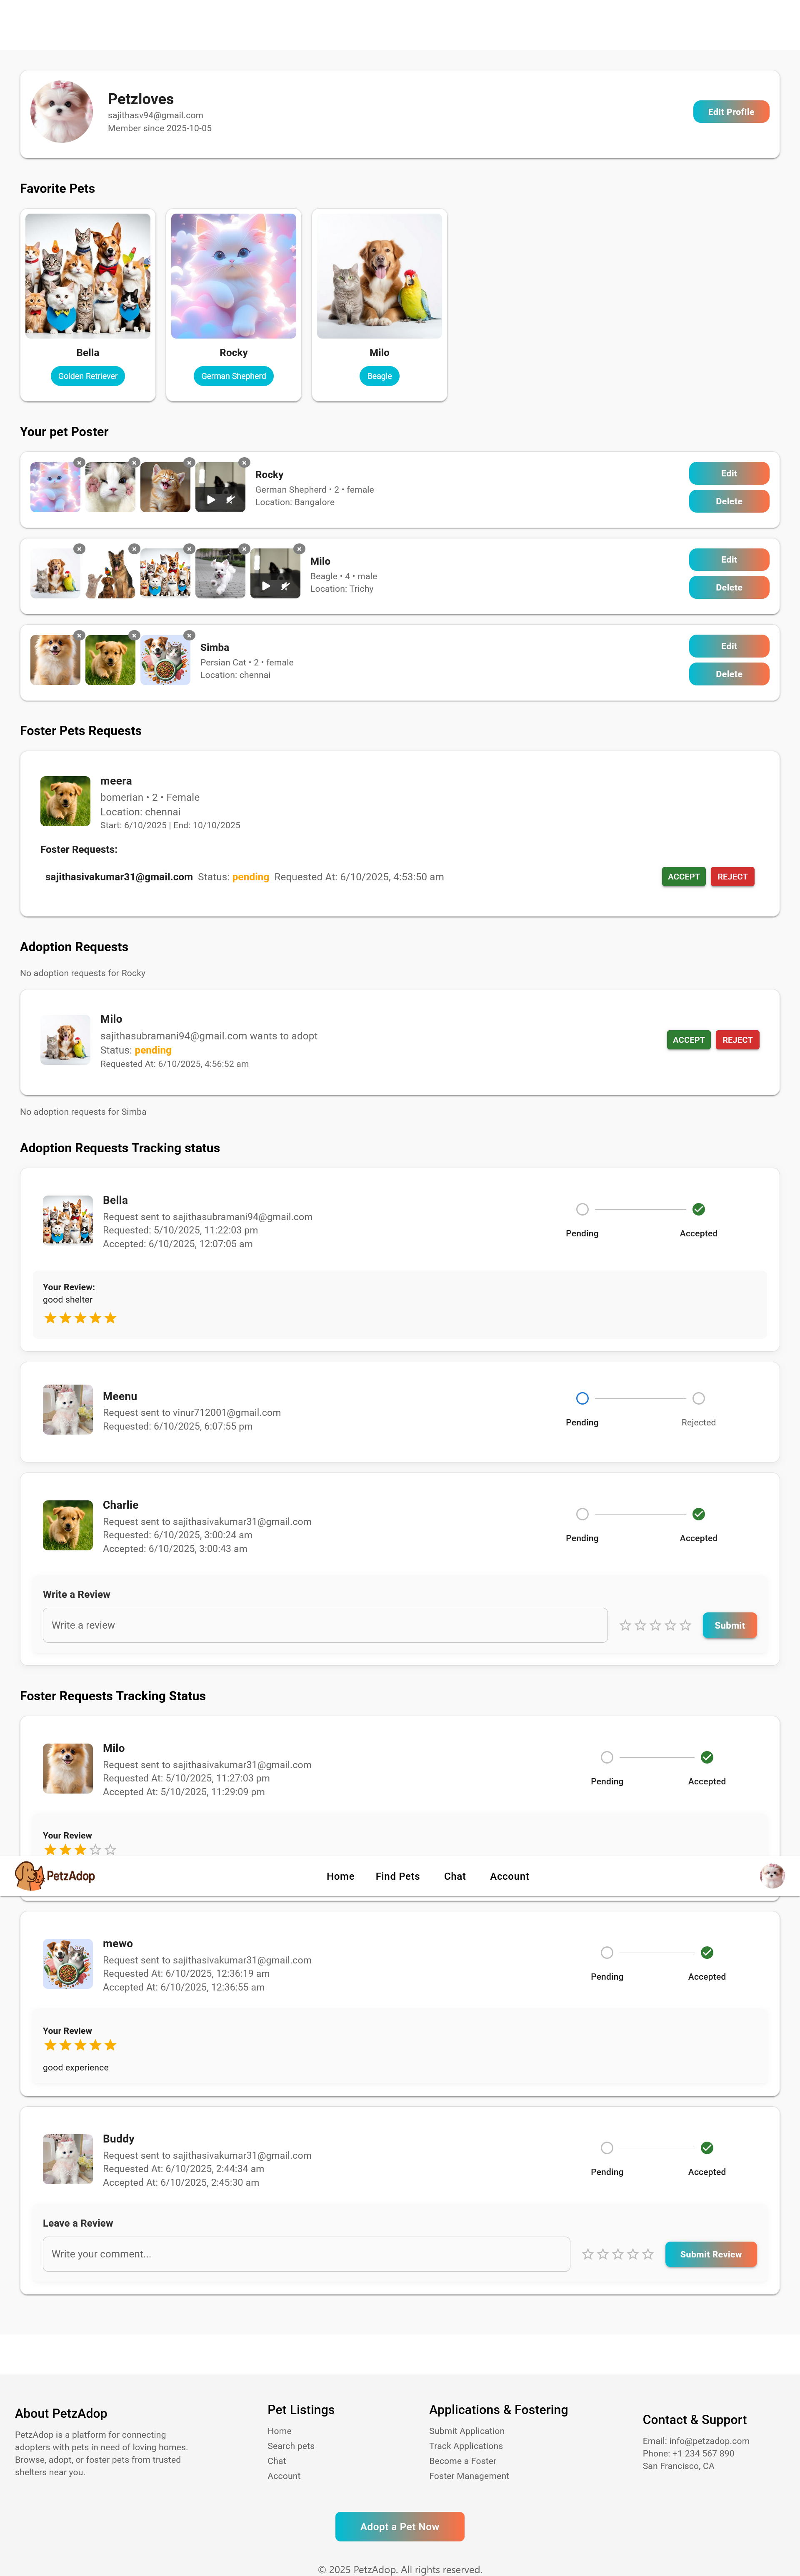 Petzloves
sajithasv94@gmail.com
Member since 2025-10-05
Edit Profile
Favorite Pets
Bella
Golden Retriever
Rocky
German Shepherd
Milo
Beagle
Your pet Poster
Rocky
German Shepherd • 2 • female
Location: Bangalore
Edit
Delete
Milo
Beagle • 4 • male
Location: Trichy
Edit
Delete
Simba
Persian Cat • 2 • female
Location: chennai
Edit
Delete
Foster Pets Requests
meera
bomerian • 2 • Female
Location: chennai
Start: 6/10/2025 | End: 10/10/2025
Foster Requests:
sajithasivakumar31@gmail.com Status: pending Requested At: 6/10/2025, 4:53:50 am
ACCEPT REJECT
Adoption Requests
No adoption requests for Rocky
Milo
sajithasubramani94@gmail.com wants to adopt
Status: pending
Requested At: 6/10/2025, 4:56:52 am
ACCEPT REJECT
No adoption requests for Simba
Adoption Requests Tracking status
Bella
Request sent to sajithasubramani94@gmail.com
Requested: 5/10/2025, 11:22:03 pm
Accepted: 6/10/2025, 12:07:05 am
Pending Accepted
Your Review:
good shelter
Meenu
Request sent to vinur712001@gmail.com
Requested: 6/10/2025, 6:07:55 pm
Pending Rejected
Charlie
Request sent to sajithasivakumar31@gmail.com
Requested: 6/10/2025, 3:00:24 am
Accepted: 6/10/2025, 3:00:43 am
Pending Accepted
Write a Review
Write a review
Submit
Foster Requests Tracking Status
Milo
Request sent to sajithasivakumar31@gmail.com
Requested At: 5/10/2025, 11:27:03 pm
Accepted At: 5/10/2025, 11:29:09 pm
Pending Accepted
Your Review
PetzAdop Home Find Pets Chat Account
mewo
Request sent to sajithasivakumar31@gmail.com
Requested At: 6/10/2025, 12:36:19 am
Accepted At: 6/10/2025, 12:36:55 am
Pending Accepted
Your Review
good experience
Buddy
Request sent to sajithasivakumar31@gmail.com
Requested At: 6/10/2025, 2:44:34 am
Accepted At: 6/10/2025, 2:45:30 am
Pending Accepted
Leave a Review
Write your comment...
Submit Review
About PetzAdop
PetzAdop is a platform for connecting
adopters with pets in need of loving homes.
Browse, adopt, or foster pets from trusted
shelters near you.
Pet Listings
Home
Search pets
Chat
Account
Applications & Fostering
Submit Application
Track Applications
Become a Foster
Foster Management
Contact & Support
Email: info@petzadop.com
Phone: +1 234 567 890
San Francisco, CA
Adopt a Pet Now
© 2025 PetzAdop. All rights reserved.